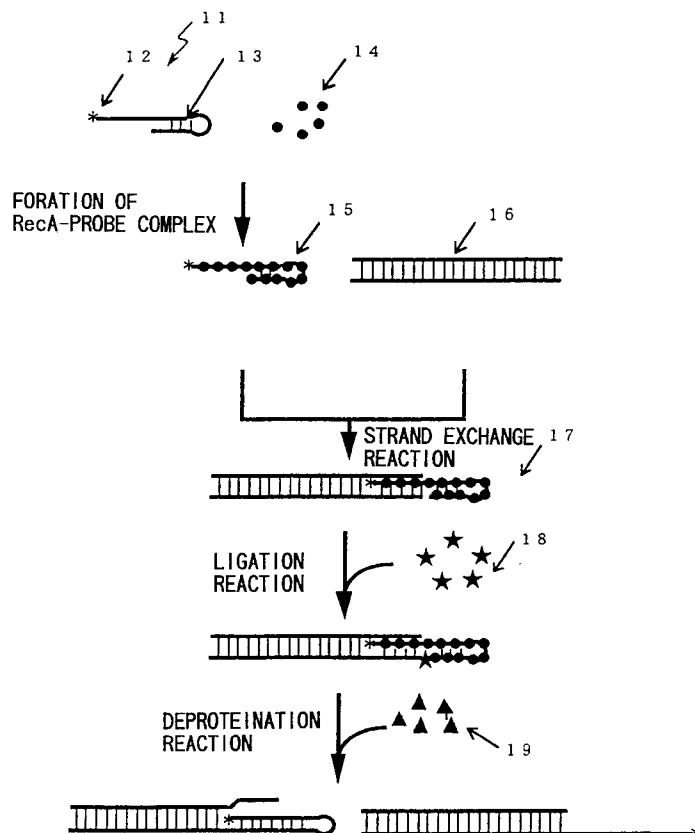 11
12
13
14
FORATION OF
RecA-PROBE COMPLEX
15
16
STRAND EXCHANGE
REACTION
17
LIGATION
REACTION
18
DEPROTEINATION
REACTION
19